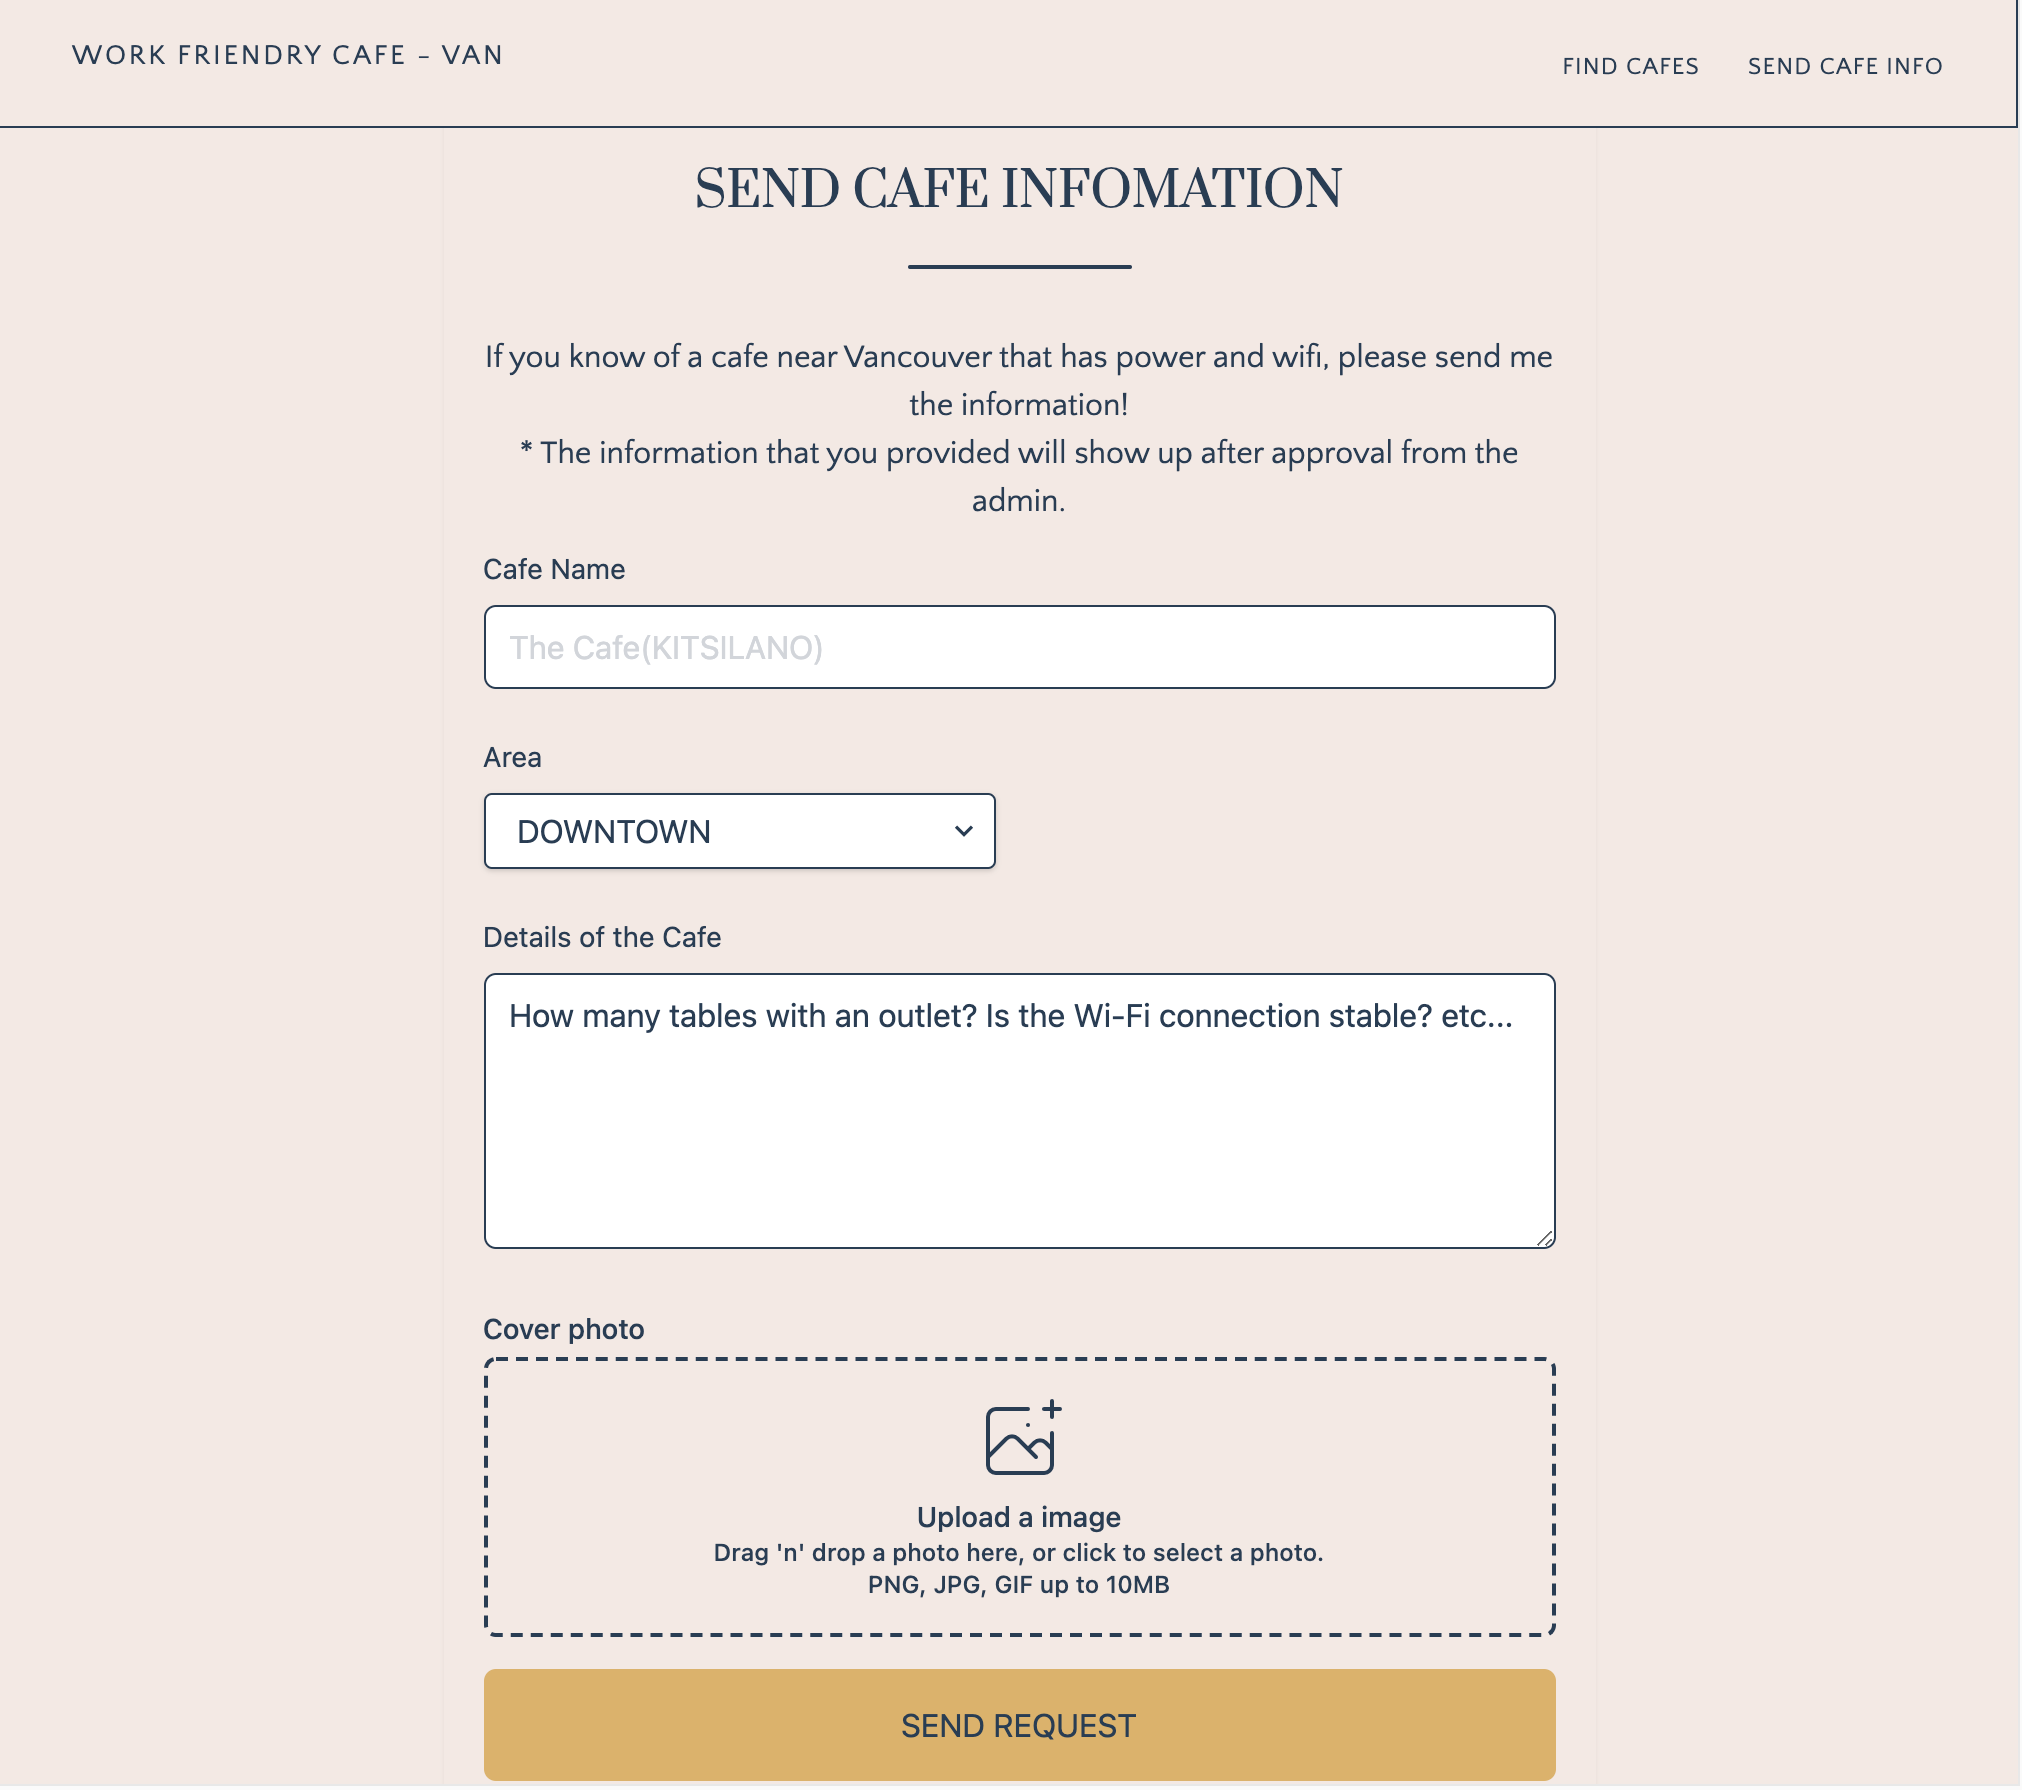 WORK FRIENDRY CAFE – VAN
FIND CAFES
SEND CAFE INFO
SEND CAFE INFOMATION
If you know of a cafe near Vancouver that has power and wifi, please send me
the information!
* The information that you provided will show up after approval from the
admin.
Cafe Name
The Cafe(KITSILANO)
Area
DOWNTOWN
Details of the Cafe
How many tables with an outlet? Is the Wi-Fi connection stable? etc...
Cover photo
Upload a image
Drag 'n' drop a photo here, or click to select a photo.
PNG, JPG, GIF up to 10MB
SEND REQUEST